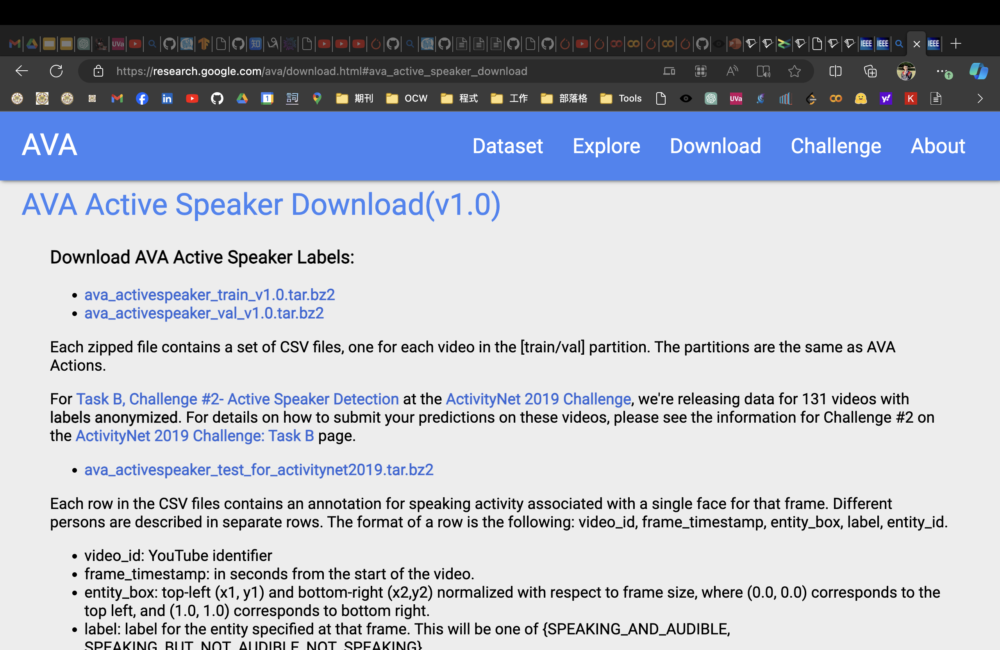 UVa
知
P
IEEE
IEEE
IEEE
https://research.google.com/ava/download.html#ava_active_speaker_download
1
詞
期刊
OCW
程式
工作
部落格
Tools
UVa
y!
K
AVA
Dataset
Explore
Download
Challenge
About
AVA Active Speaker Download(v1.0)
Download AVA Active Speaker Labels:
ava_activespeaker_train_v1.0.tar.bz2
ava_activespeaker_val_v1.0.tar.bz2
Each zipped file contains a set of CSV files, one for each video in the [train/val] partition. The partitions are the same as AVA
Actions.
For Task B, Challenge #2- Active Speaker Detection at the ActivityNet 2019 Challenge, we're releasing data for 131 videos with
labels anonymized. For details on how to submit your predictions on these videos, please see the information for Challenge #2 on
the ActivityNet 2019 Challenge: Task B page.
ava_activespeaker_test_for_activitynet2019.tar.bz2
Each row in the CSV files contains an annotation for speaking activity associated with a single face for that frame. Different
persons are described in separate rows. The format of a row is the following: video_id, frame_timestamp, entity_box, label, entity_id.
video_id: YouTube identifier
frame_timestamp: in seconds from the start of the video.
entity_box: top-left (x1, y1) and bottom-right (x2,y2) normalized with respect to frame size, where (0.0, 0.0) corresponds to the
top left, and (1.0, 1.0) corresponds to bottom right.
label: label for the entity specified at that frame. This will be one of {SPEAKING_AND_AUDIBLE,
SPEAKING_BUT_NOT_AUDIBLE, NOT_SPEAKING}